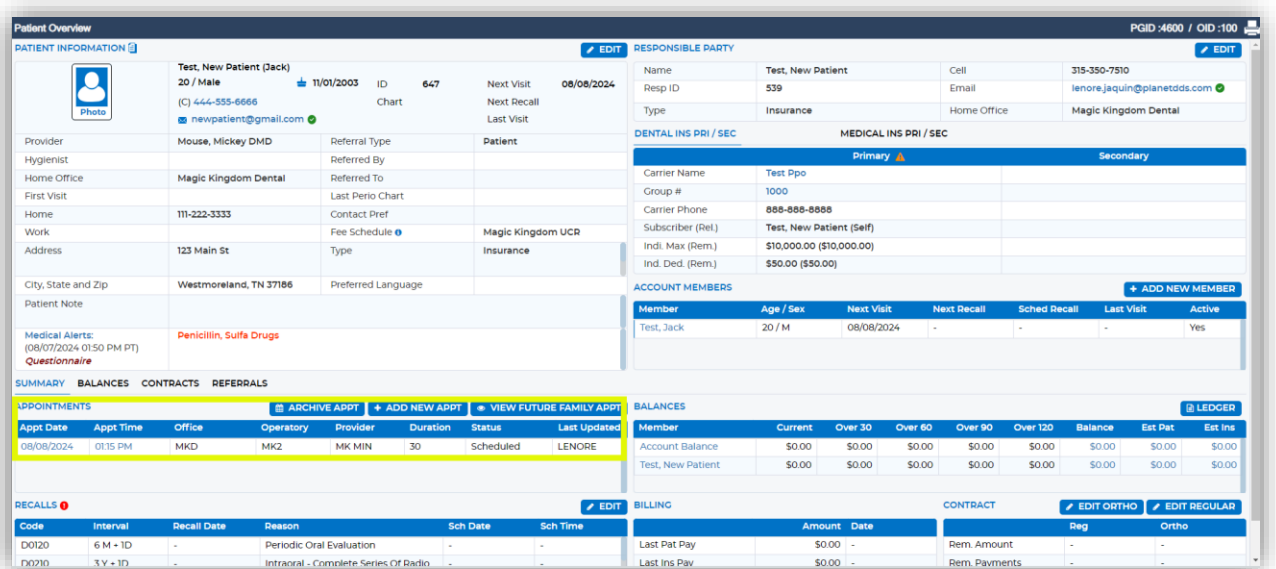 Patient Overview PGID :4600 / OID :100
PATIENT INFORMATION EDIT
Photo
Test, New Patient (Jack)
20 / Male 11/01/2003 ID 647 Next Visit 08/08/2024
(C) 444-555-6666 Chart Next Recall
newpatient@gmail.com Last Visit
Provider Mouse, Mickey DMD Referral Type Patient
Hygienist Referred By
Home Office Magic Kingdom Dental Referred To
First Visit Last Perio Chart
Home 111-222-3333 Contact Pref
Work Fee Schedule Magic Kingdom UCR
Address 123 Main St Type Insurance
City, State and Zip Westmoreland, TN 37186 Preferred Language
Patient Note
Medical Alerts: Penicillin, Sulfa Drugs
(08/07/2024 01:50 PM PT)
Questionnaire
RESPONSIBLE PARTY EDIT
Name Test, New Patient Cell 315-350-7510
Resp ID 539 Email lenore.jaquin@planetdds.com
Type Insurance Home Office Magic Kingdom Dental
DENTAL INS PRI / SEC MEDICAL INS PRI / SEC
Primary Secondary
Carrier Name Test Ppo
Group # 1000
Carrier Phone 888-888-8888
Subscriber (Rel.) Test, New Patient (Self)
Indi. Max (Rem.) $10,000.00 ($10,000.00)
Ind. Ded. (Rem.) $50.00 ($50.00)
ACCOUNT MEMBERS + ADD NEW MEMBER
Member Age / Sex Next Visit Next Recall Sched Recall Last Visit Active
Test, Jack 20 / M 08/08/2024 - - - Yes
SUMMARY BALANCES CONTRACTS REFERRALS
APPOINTMENTS ARCHIVE APPT + ADD NEW APPT VIEW FUTURE FAMILY APPT
Appt Date Appt Time Office Operatory Provider Duration Status Last Updated
08/08/2024 01:15 PM MKD MK2 MK MIN 30 Scheduled LENORE
BALANCES LEDGER
Member Current Over 30 Over 60 Over 90 Over 120 Balance Est Pat Est Ins
Account Balance $0.00 $0.00 $0.00 $0.00 $0.00 $0.00 $0.00 $0.00
Test, New Patient $0.00 $0.00 $0.00 $0.00 $0.00 $0.00 $0.00 $0.00
RECALLS EDIT
Code Interval Recall Date Reason Sch Date Sch Time
D0120 6 M + 1D - Periodic Oral Evaluation - -
D0210 3 Y + 1D - Intraoral - Complete Series Of Radio - -
BILLING
Amount Date
Last Pat Pay $0.00 -
Last Ins Pay $0.00 -
CONTRACT EDIT ORTHO EDIT REGULAR
Reg Ortho
Rem. Amount - -
Rem. Payments - -